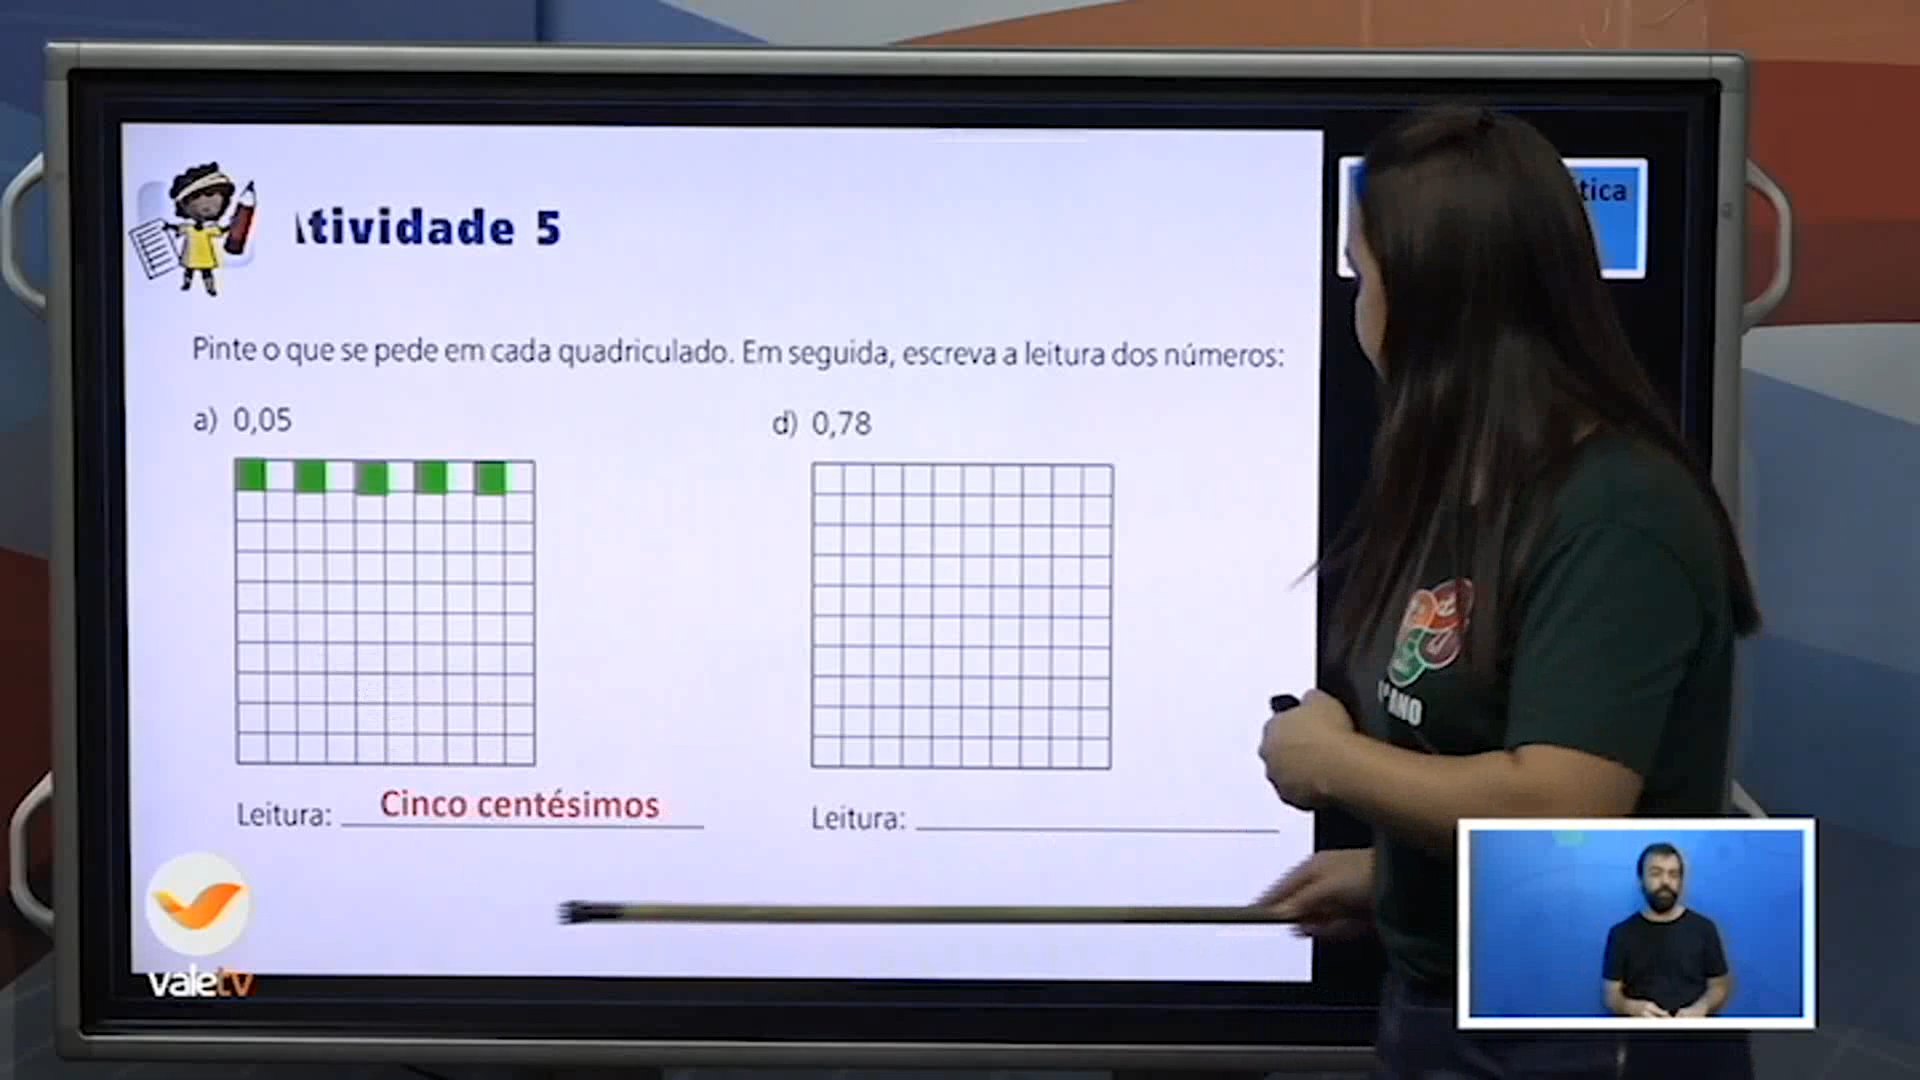 tividade 5
tica
Pinte o que se pede em cada quadriculado. Em seguida, escreva a leitura dos números:
a) 0,05
d) 0,78
Leitura: Cinco centésimos
Leitura:
ANO
valetv